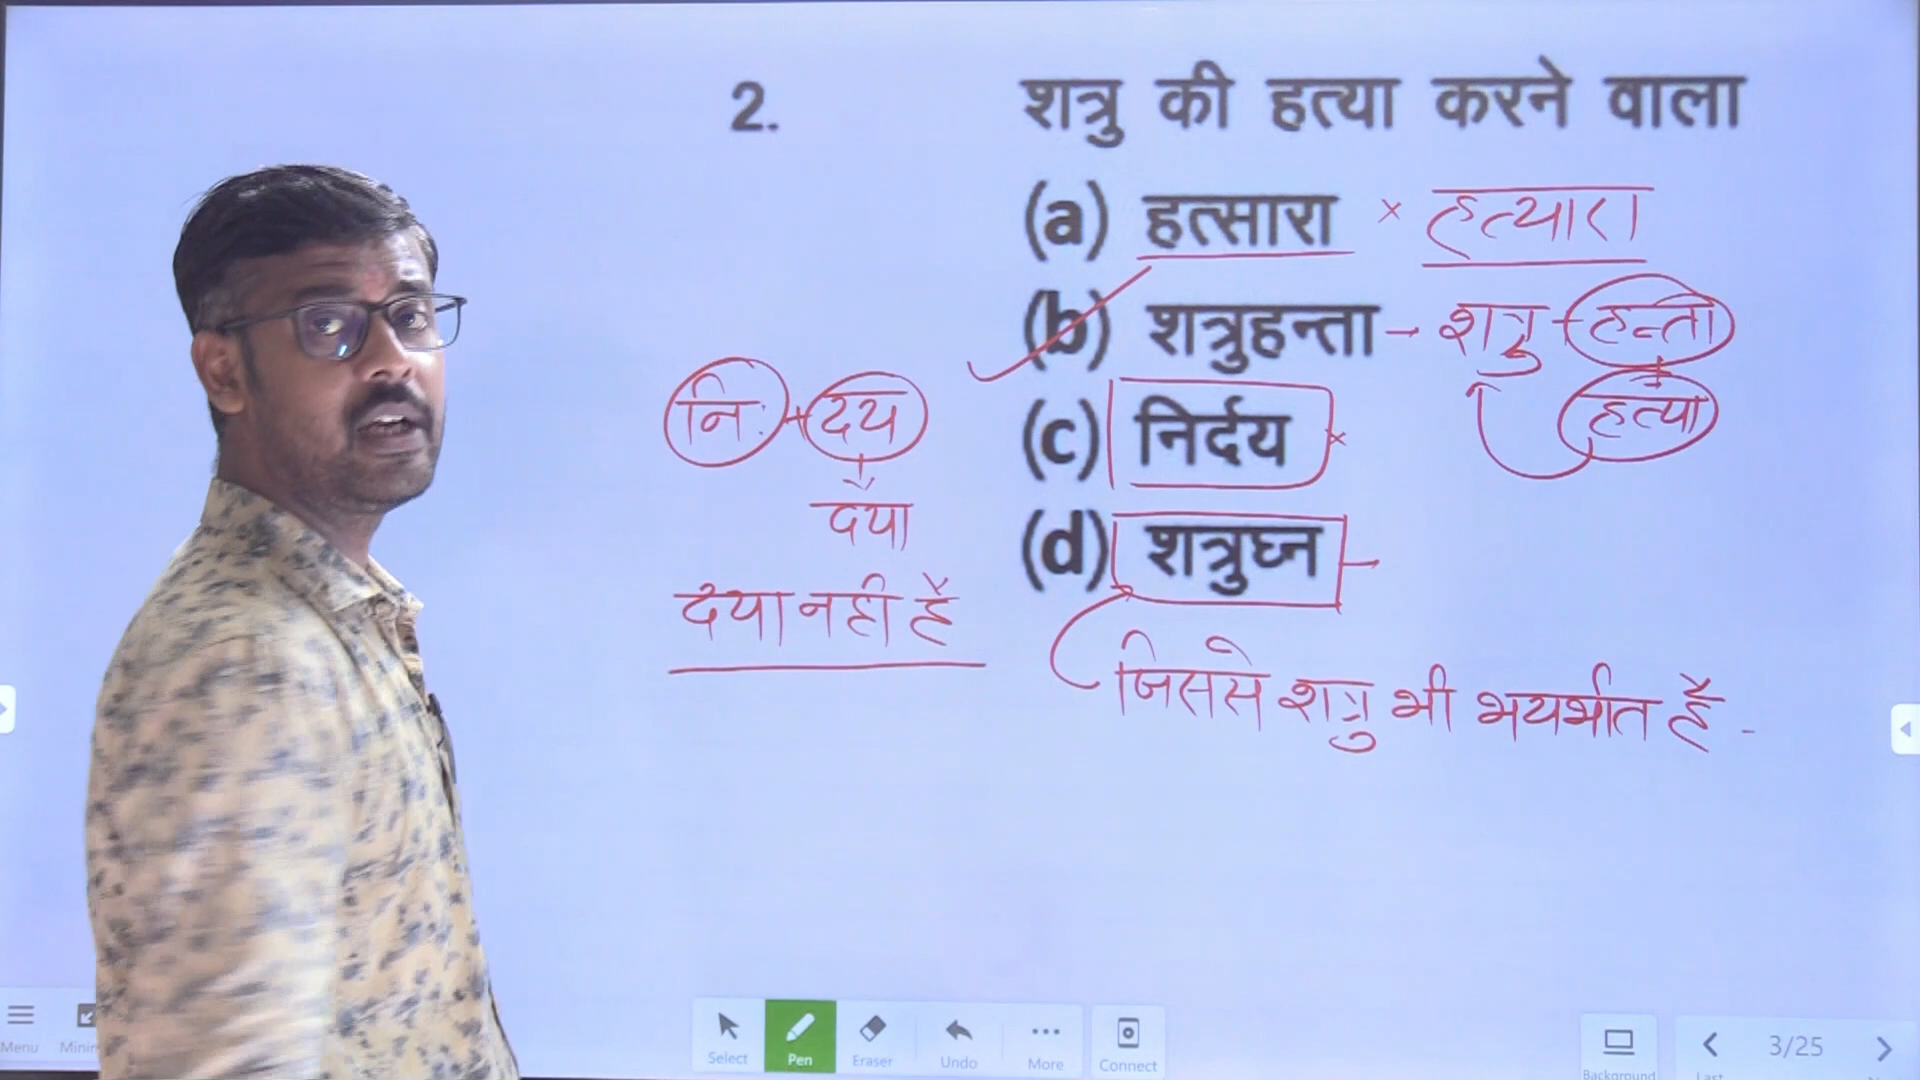 2. शत्रु की हत्या करने वाला
(a) हत्सारा × हत्यारा
(b) शत्रुहन्ता - शत्रु + हन्ता
हत्या
(c) निर्दय ×
नि: + दय
दया
दया नहीं है
(d) शत्रुघ्न -
जिससे शत्रु भी भयभीत है -
Menu
Select Pen Eraser Undo More Connect
Background
3/25